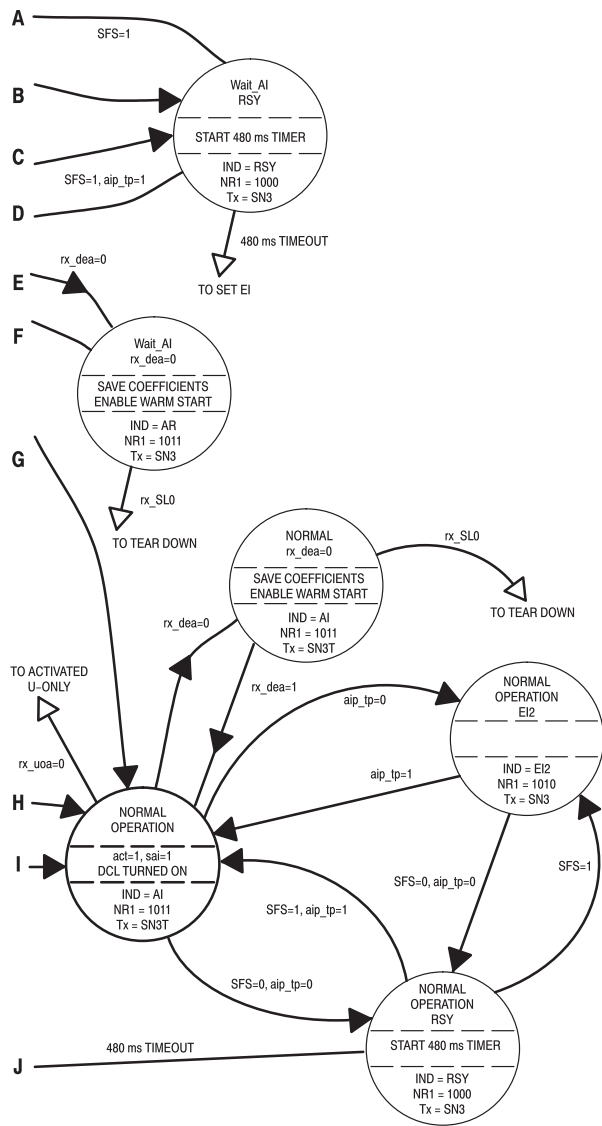 A
SFS=1
B
C
SFS=1, aip_tp=1
D
Wait_AI
RSY
START 480 ms TIMER
IND = RSY
NR1 = 1000
Tx = SN3
480 ms TIMEOUT
TO SET EI
E
rx_dea=0
F
Wait_AI
rx_dea=0
SAVE COEFFICIENTS
ENABLE WARM START
IND = AR
NR1 = 1011
Tx = SN3
rx_SL0
TO TEAR DOWN
G
NORMAL
rx_dea=0
SAVE COEFFICIENTS
ENABLE WARM START
IND = AI
NR1 = 1011
Tx = SN3T
rx_SL0
TO TEAR DOWN
rx_dea=0
rx_dea=1
TO ACTIVATED
U–ONLY
rx_uoa=0
aip_tp=0
NORMAL
OPERATION
EI2
IND = EI2
NR1 = 1010
Tx = SN3
aip_tp=1
H
I
NORMAL
OPERATION
act=1, sai=1
DCL TURNED ON
IND = AI
NR1 = 1011
Tx = SN3T
SFS=0, aip_tp=0
SFS=1
SFS=1, aip_tp=1
SFS=0, aip_tp=0
NORMAL
OPERATION
RSY
START 480 ms TIMER
IND = RSY
NR1 = 1000
Tx = SN3
480 ms TIMEOUT
J